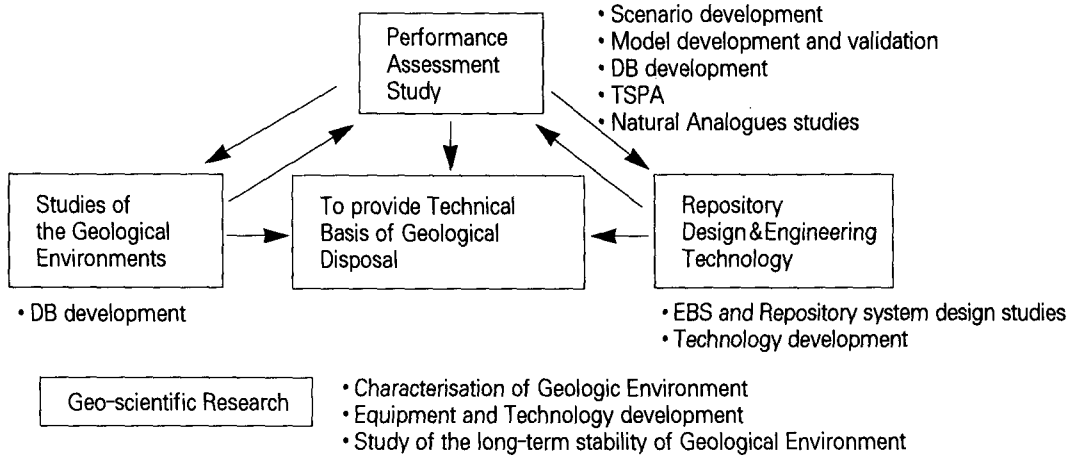 Performance
Assessment
Study
• Scenario development
• Model development and validation
• DB development
• TSPA
• Natural Analogues studies
Studies of
the Geological
Environments
To provide Technical
Basis of Geological
Disposal
Repository
Design&Engineering
Technology
• DB development
• EBS and Repository system design studies
• Technology development
Geo-scientific Research
• Characterisation of Geologic Environment
• Equipment and Technology development
• Study of the long-term stability of Geological Environment